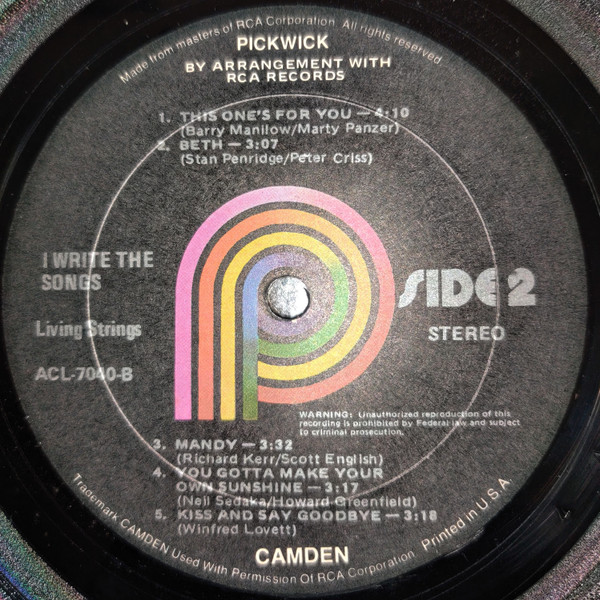 Made from masters of RCA Corporation. All rights reserved
PICKWICK
BY ARRANGEMENT WITH
RCA RECORDS
1. THIS ONE'S FOR YOU — 4:10
(Barry Manilow/Marty Panzer)
2. BETH — 3:07
(Stan Penridge/Peter Criss)
I WRITE THE
SONGS
Living Strings
ACL-7040-B
SIDE 2
STEREO
WARNING: Unauthorized reproduction of this
recording is prohibited by Federal law and subject
to criminal prosecution.
3. MANDY — 3:32
(Richard Kerr/Scott English)
4. YOU GOTTA MAKE YOUR
OWN SUNSHINE — 3:17
(Neil Sedaka/Howard Greenfield)
5. KISS AND SAY GOODBYE — 3:18
(Winfred Lovett)
CAMDEN
Trademark CAMDEN Used With Permission Of RCA Corporation Printed in U.S.A